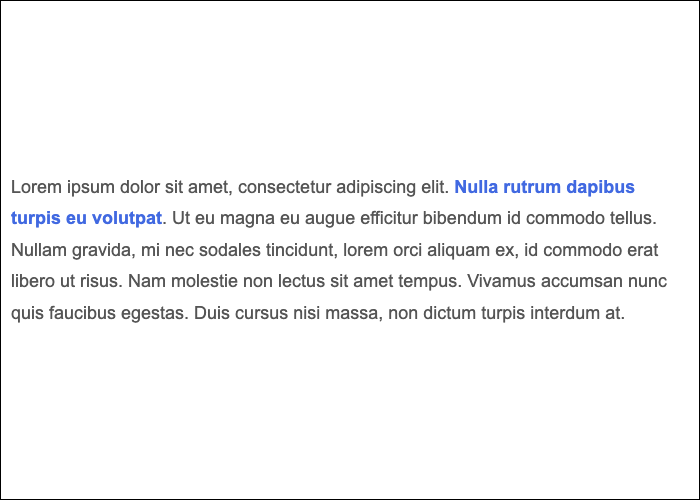 Lorem ipsum dolor sit amet, consectetur adipiscing elit. Nulla rutrum dapibus
turpis eu volutpat. Ut eu magna eu augue efficitur bibendum id commodo tellus.
Nullam gravida, mi nec sodales tincidunt, lorem orci aliquam ex, id commodo erat
libero ut risus. Nam molestie non lectus sit amet tempus. Vivamus accumsan nunc
quis faucibus egestas. Duis cursus nisi massa, non dictum turpis interdum at.